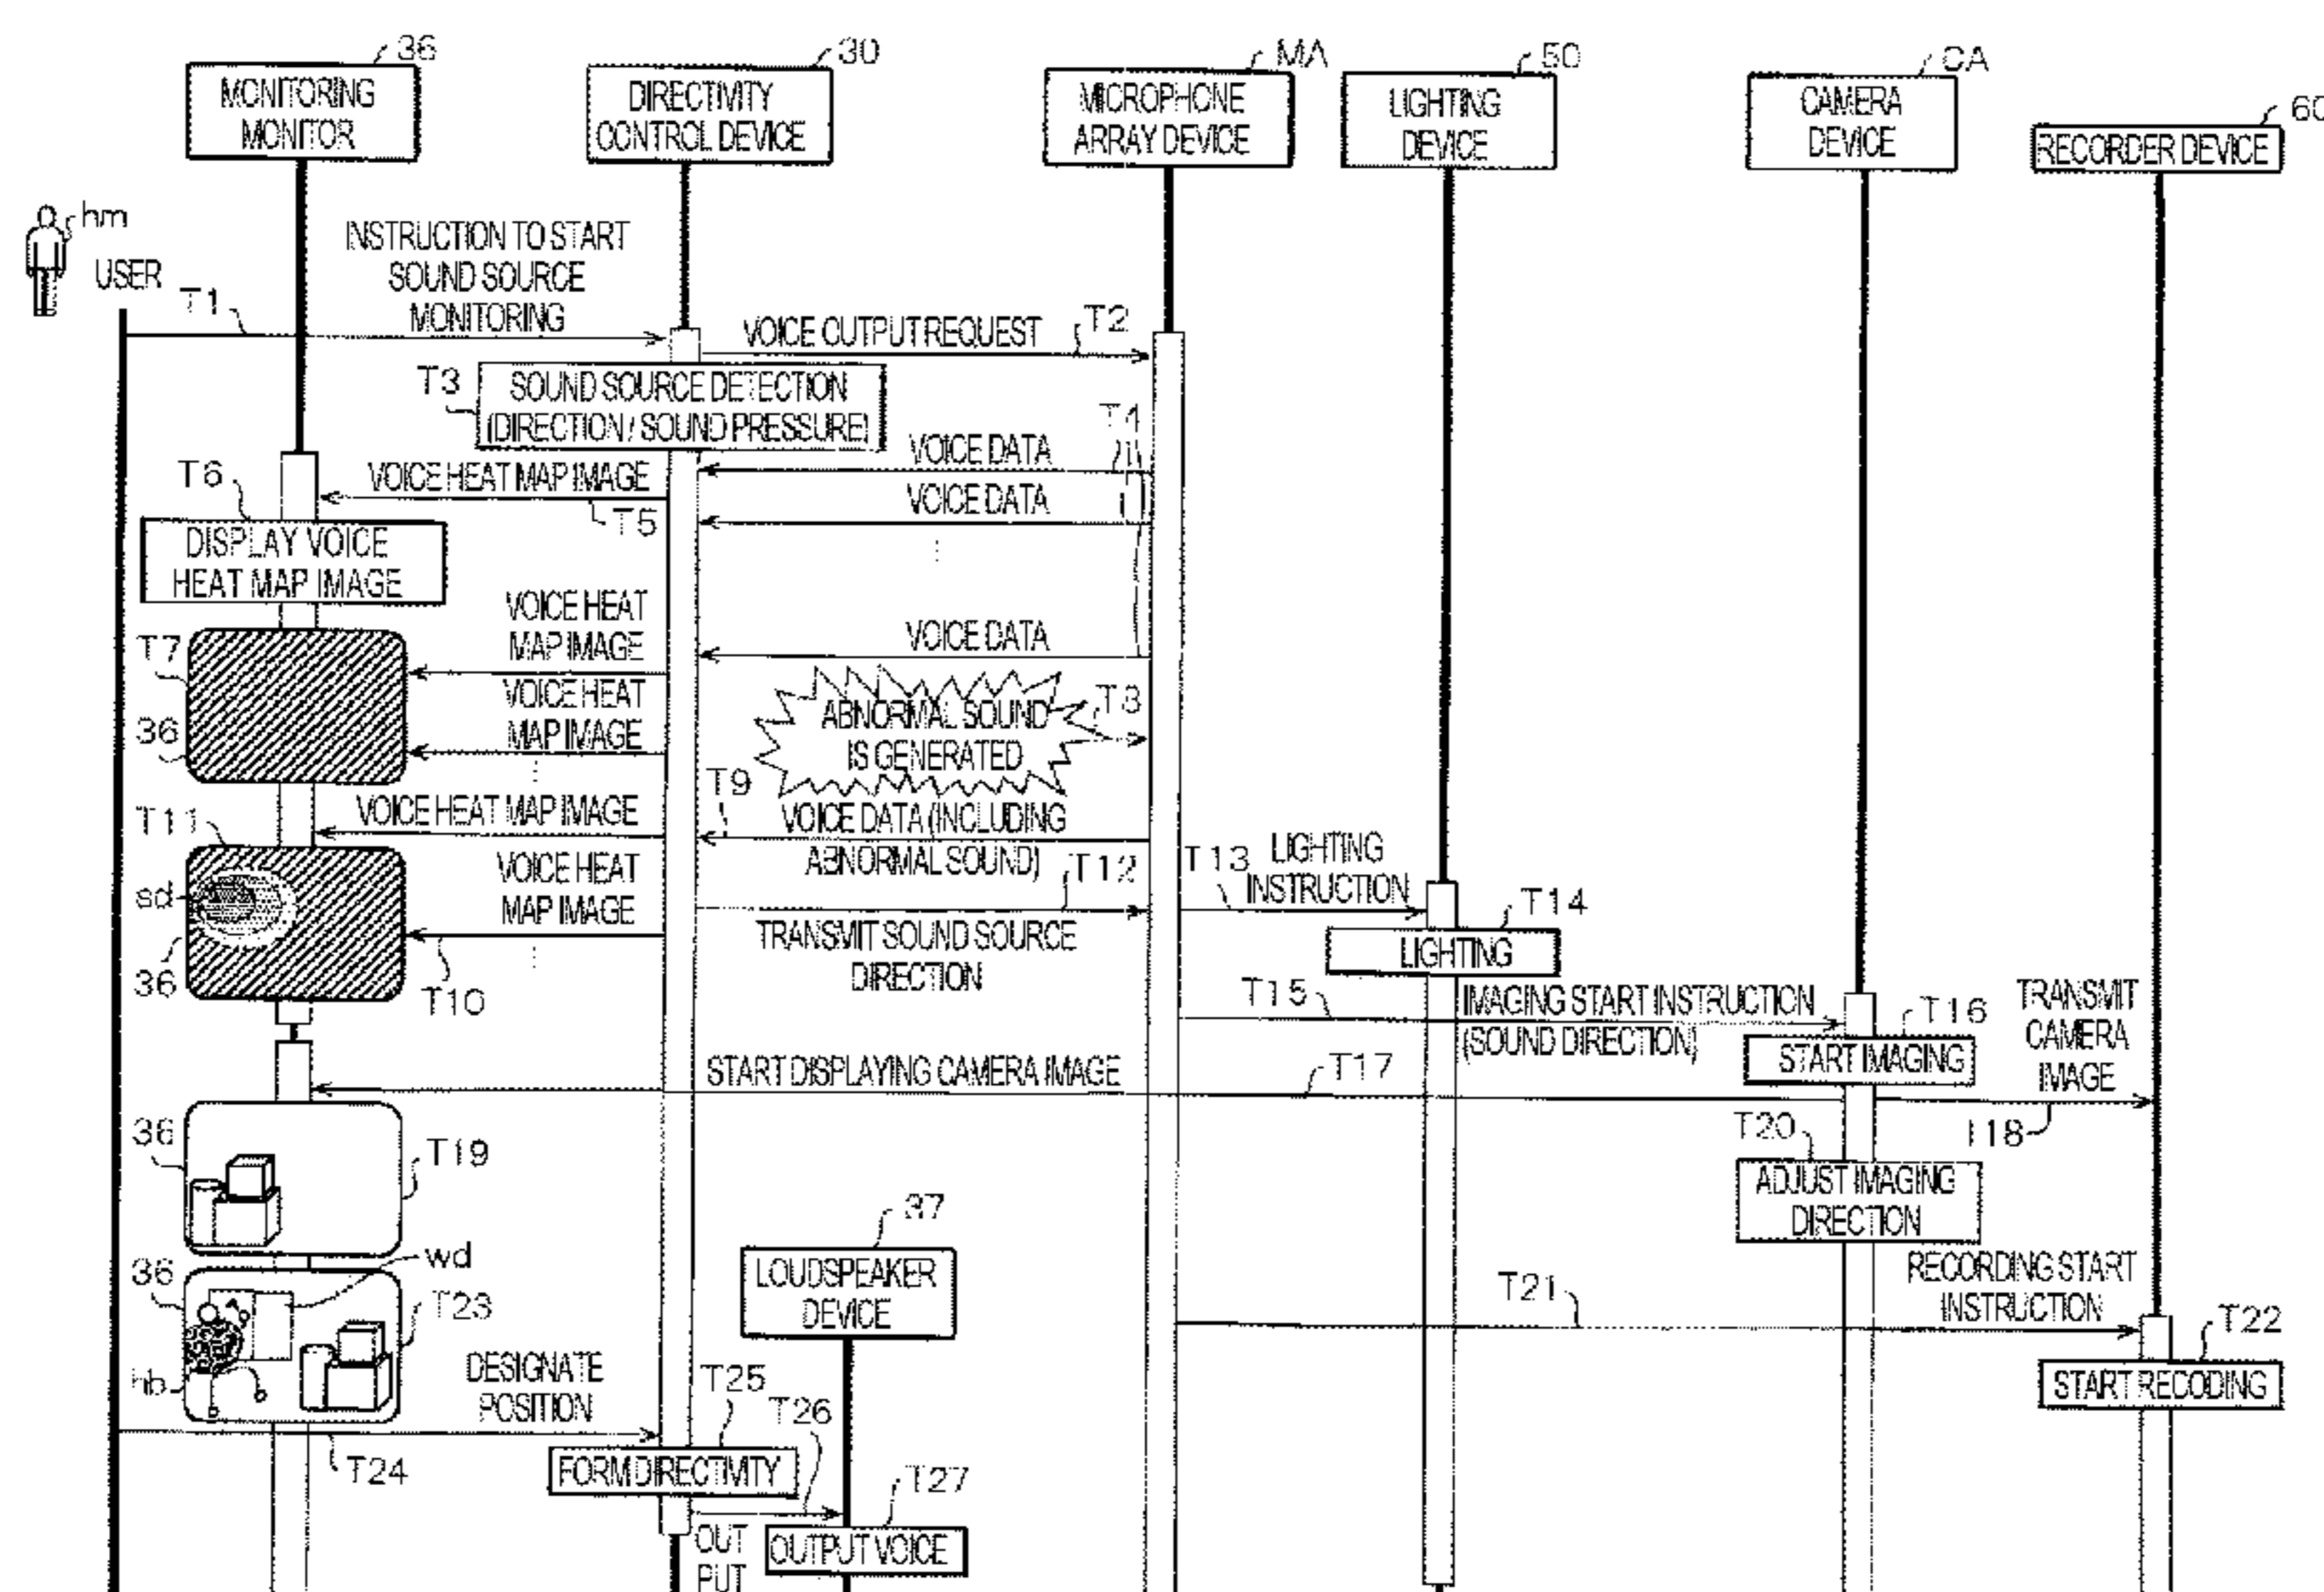 36
30
MA
50
CA
60
MONITORING
MONITOR
DIRECTIVITY
CONTROL DEVICE
MICROPHONE
ARRAY DEVICE
LIGHTING
DEVICE
CAMERA
DEVICE
RECORDER DEVICE
hm
USER
T1
INSTRUCTION TO START
SOUND SOURCE
MONITORING
VOICE OUTPUT REQUEST
T2
T3
SOUND SOURCE DETECTION
(DIRECTION / SOUND PRESSURE)
T4
VOICE DATA
T6
VOICE HEAT MAP IMAGE
T5
VOICE DATA
DISPLAY VOICE
HEAT MAP IMAGE
VOICE HEAT
MAP IMAGE
VOICE DATA
T7
36
VOICE HEAT
MAP IMAGE
ABNORMAL SOUND
IS GENERATED
T8
T9
VOICE HEAT MAP IMAGE
VOICE DATA (INCLUDING
ABNORMAL SOUND)
T11
sd
36
VOICE HEAT
MAP IMAGE
T10
T12
TRANSMIT SOUND SOURCE
DIRECTION
T13
LIGHTING
INSTRUCTION
T14
LIGHTING
T15
IMAGING START INSTRUCTION
(SOUND DIRECTION)
T16
START IMAGING
TRANSMIT
CAMERA
IMAGE
START DISPLAYING CAMERA IMAGE
T17
T18
36
T19
T20
ADJUST IMAGING
DIRECTION
37
LOUDSPEAKER
DEVICE
36
wd
T23
hb
T21
RECORDING START
INSTRUCTION
T22
START RECODING
DESIGNATE
POSITION
T24
T25
FORM DIRECTIVITY
T26
OUT
PUT
T27
OUTPUT VOICE